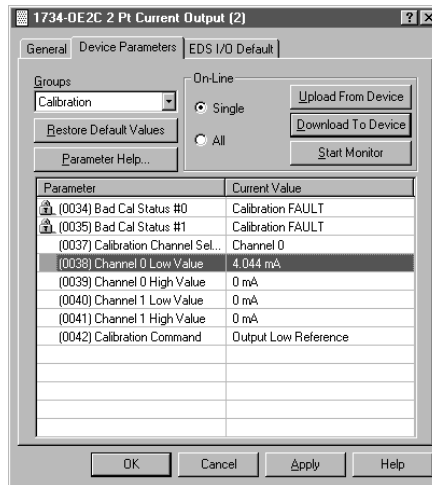 1734-OE2C 2 Pt Current Output (2)
General Device Parameters EDS I/O Default
Groups
Calibration
Restore Default Values
Parameter Help...
On-Line
Single
All
Upload From Device
Download To Device
Start Monitor
Parameter Current Value
(0034) Bad Cal Status #0 Calibration FAULT
(0035) Bad Cal Status #1 Calibration FAULT
(0037) Calibration Channel Sel... Channel 0
(0038) Channel 0 Low Value 4.044 mA
(0039) Channel 0 High Value 0 mA
(0040) Channel 1 Low Value 0 mA
(0041) Channel 1 High Value 0 mA
(0042) Calibration Command Output Low Reference
OK Cancel Apply Help